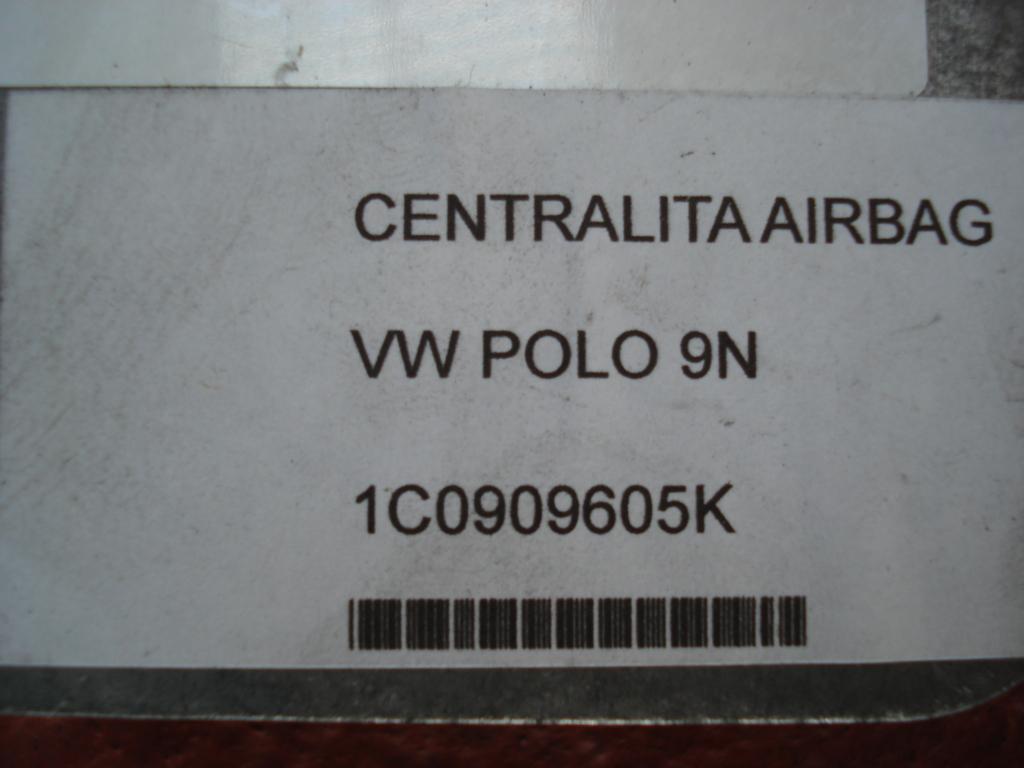 CENTRALITA AIRBAG
VW POLO 9N
1C0909605K